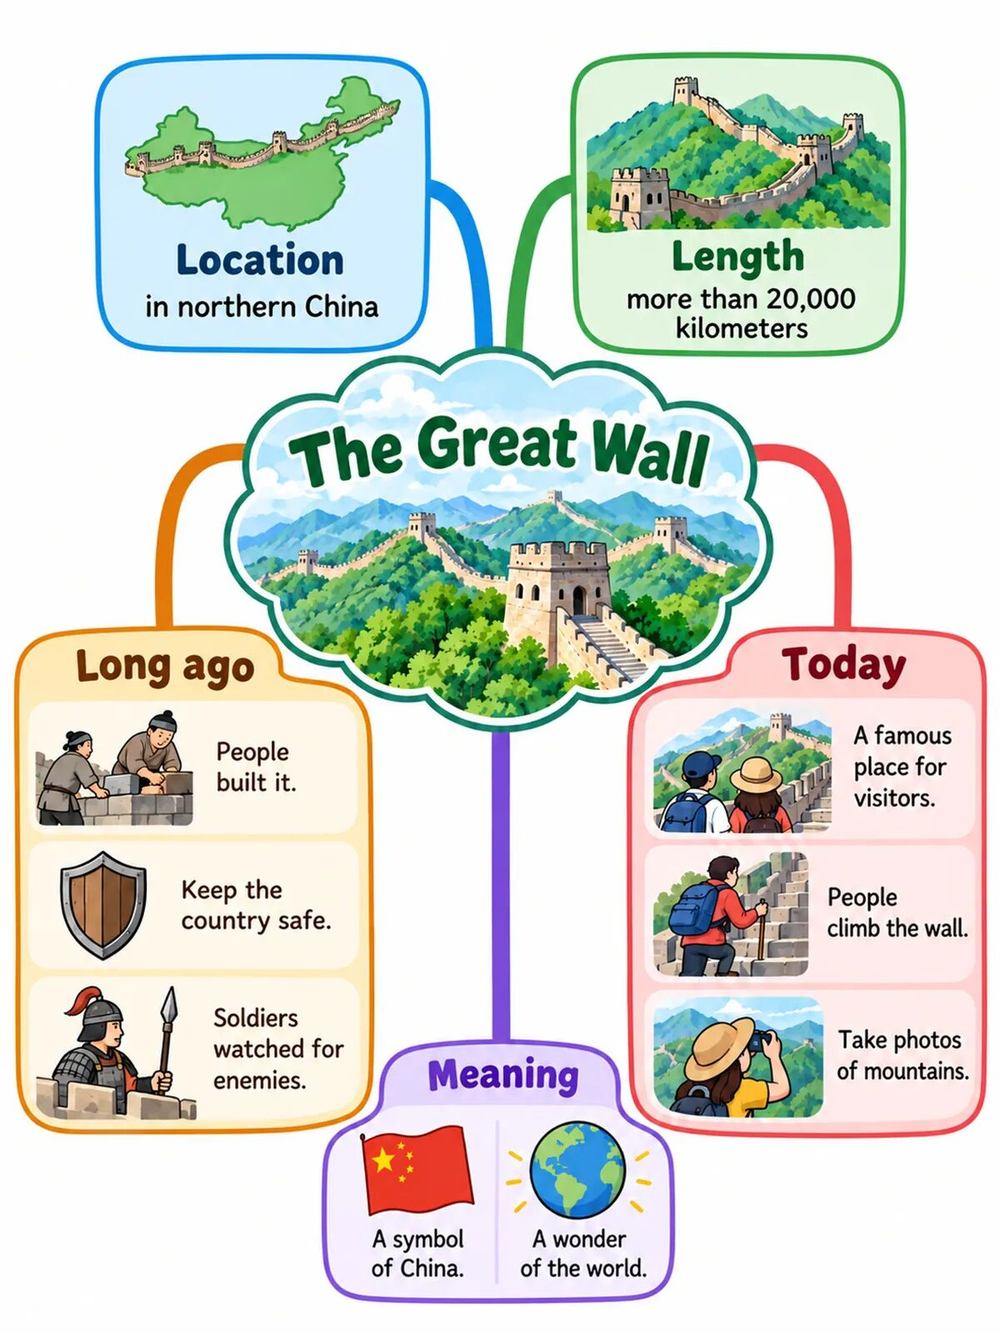 Location
in northern China
Length
more than 20,000
kilometers
The Great Wall
Long ago
People
built it.
Keep the
country safe.
Soldiers
watched for
enemies.
Today
A famous
place for
visitors.
People
climb the wall.
Take photos
of mountains.
Meaning
A symbol
of China.
A wonder
of the world.